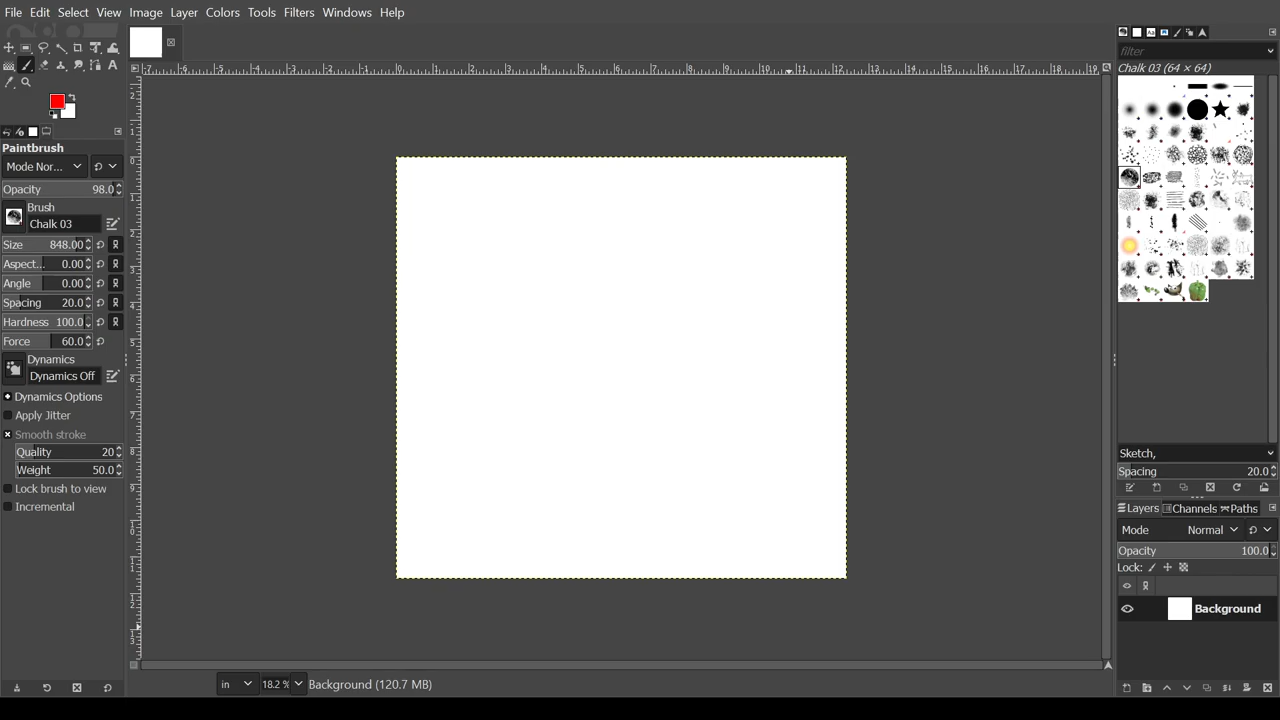 File Edit Select View Image Layer Colors Tools Filters Windows Help
filter
Chalk 03 (64 × 64)
Paintbrush
Mode Nor...
Opacity 98.0
Brush
Chalk 03
Size 848.00
Aspect... 0.00
Angle 0.00
Spacing 20.0
Hardness 100.0
Force 60.0
Dynamics
Dynamics Off
Dynamics Options
Apply Jitter
Smooth stroke
Quality 20
Weight 50.0
Lock brush to view
Incremental
Sketch,
Spacing 20.0
Layers Channels Paths
Mode Normal
Opacity 100.0
Lock:
Background
in 18.2 % Background (120.7 MB)